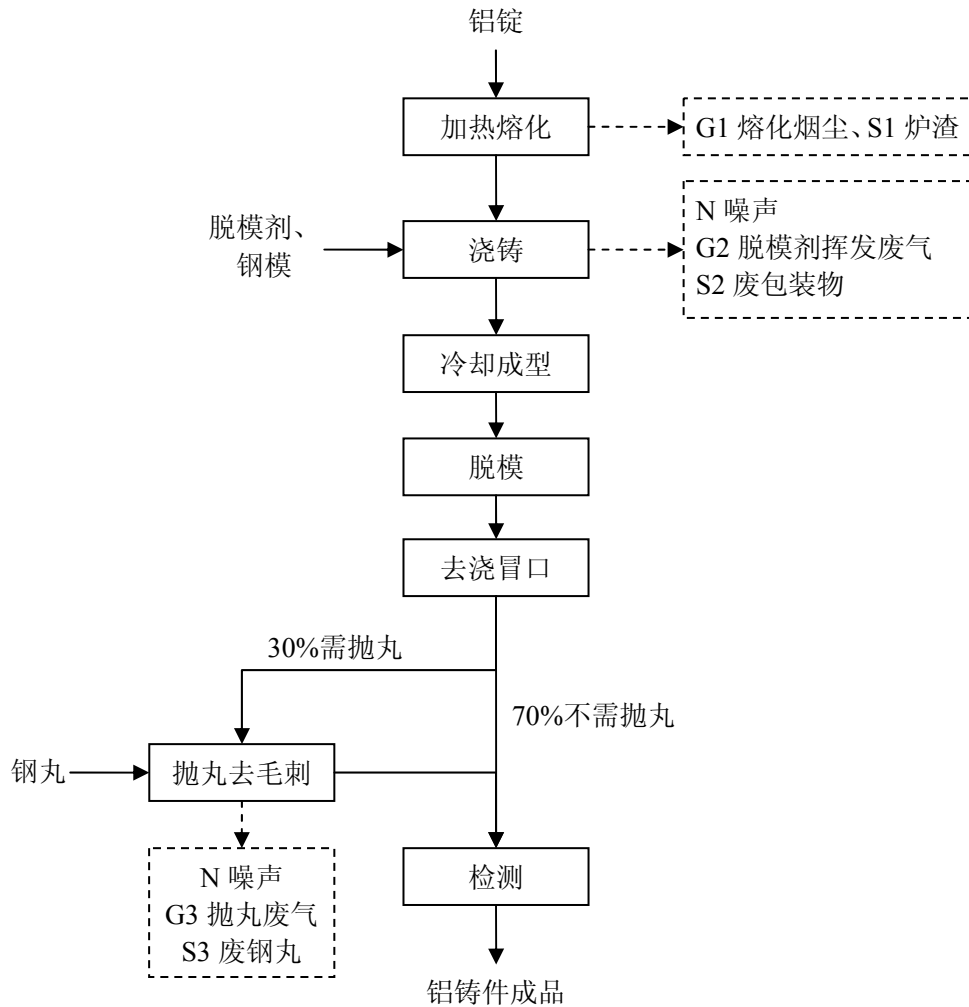 铝锭
加热熔化
G1 熔化烟尘、S1 炉渣
脱模剂、
钢模
浇铸
N 噪声
G2 脱模剂挥发废气
S2 废包装物
冷却成型
脱模
去浇冒口
30%需抛丸
70%不需抛丸
钢丸
抛丸去毛刺
N 噪声
G3 抛丸废气
S3 废钢丸
检测
铝铸件成品